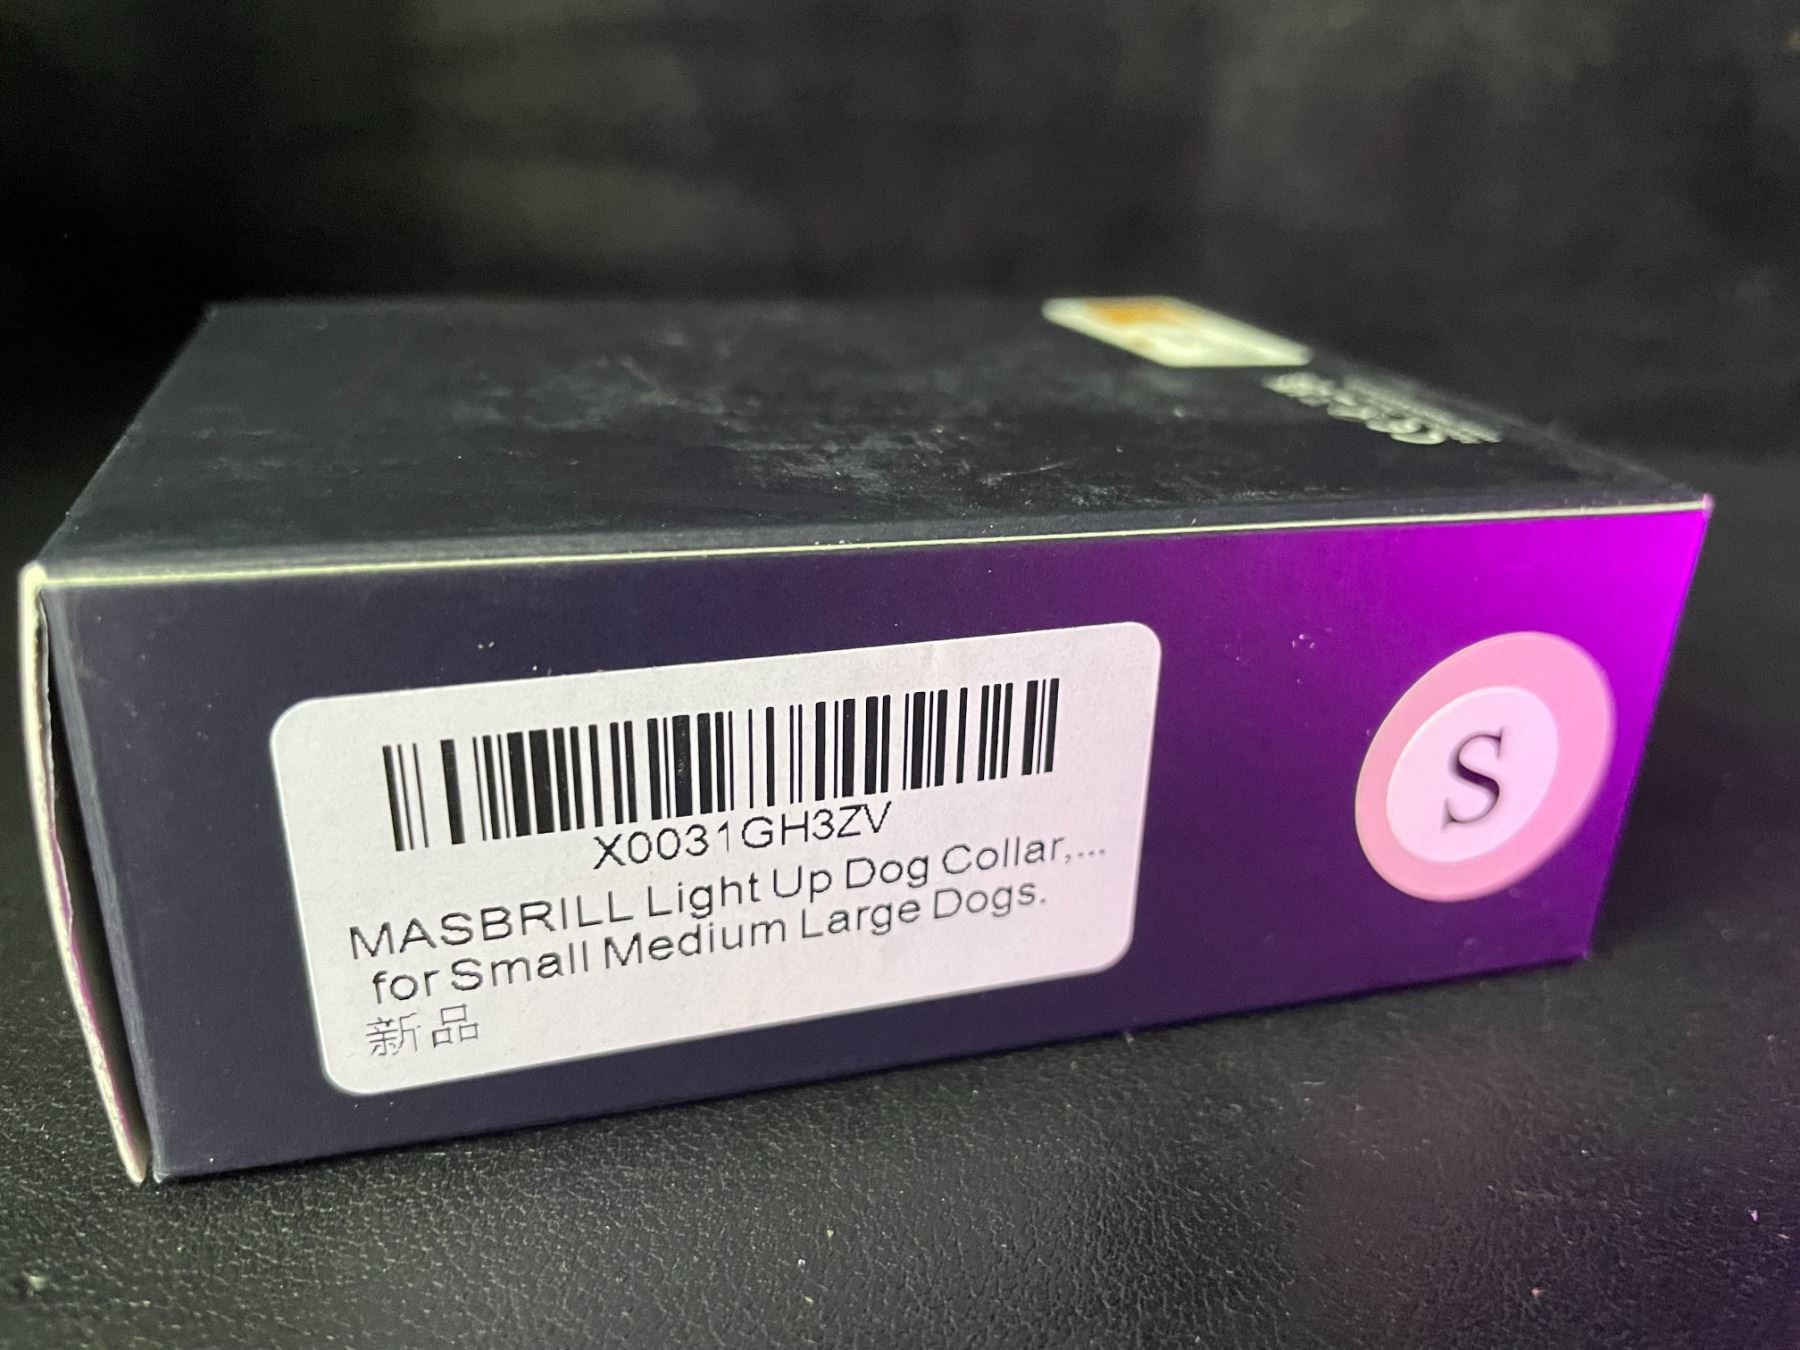 X0031GH3ZV
MASBRILL Light Up Dog Collar,...
for Small Medium Large Dogs.
新品
S